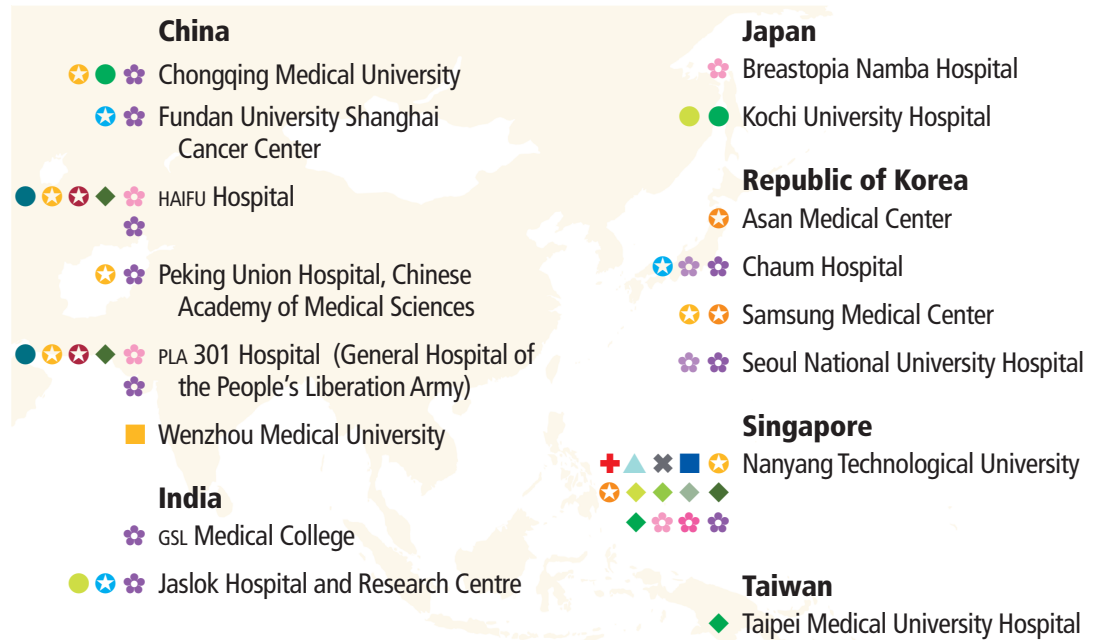 China
Chongqing Medical University
Fundan University Shanghai
Cancer Center
HAIFU Hospital
Peking Union Hospital, Chinese
Academy of Medical Sciences
PLA 301 Hospital (General Hospital of
the People's Liberation Army)
Wenzhou Medical University
India
GSL Medical College
Jaslok Hospital and Research Centre
Japan
Breastopia Namba Hospital
Kochi University Hospital
Republic of Korea
Asan Medical Center
Chaum Hospital
Samsung Medical Center
Seoul National University Hospital
Singapore
Nanyang Technological University
Taiwan
Taipei Medical University Hospital